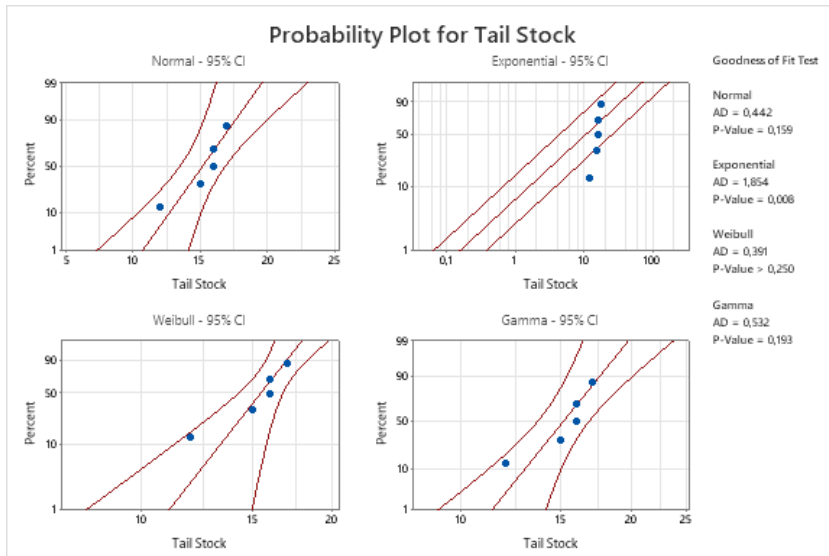 Probability Plot for Tail Stock
Normal - 95% CI
Exponential - 95% CI
Goodness of Fit Test
99
90
50
10
1
Percent
5
10
15
20
25
Tail Stock
90
50
10
1
Percent
0,1
1
10
100
Tail Stock
Normal
AD = 0,442
P-Value = 0,159
Exponential
AD = 1,854
P-Value = 0,008
Weibull
AD = 0,391
P-Value > 0,250
Gamma
AD = 0,532
P-Value = 0,193
Weibull - 95% CI
Gamma - 95% CI
90
50
10
1
Percent
10
15
20
Tail Stock
99
90
50
10
1
Percent
10
15
20
25
Tail Stock